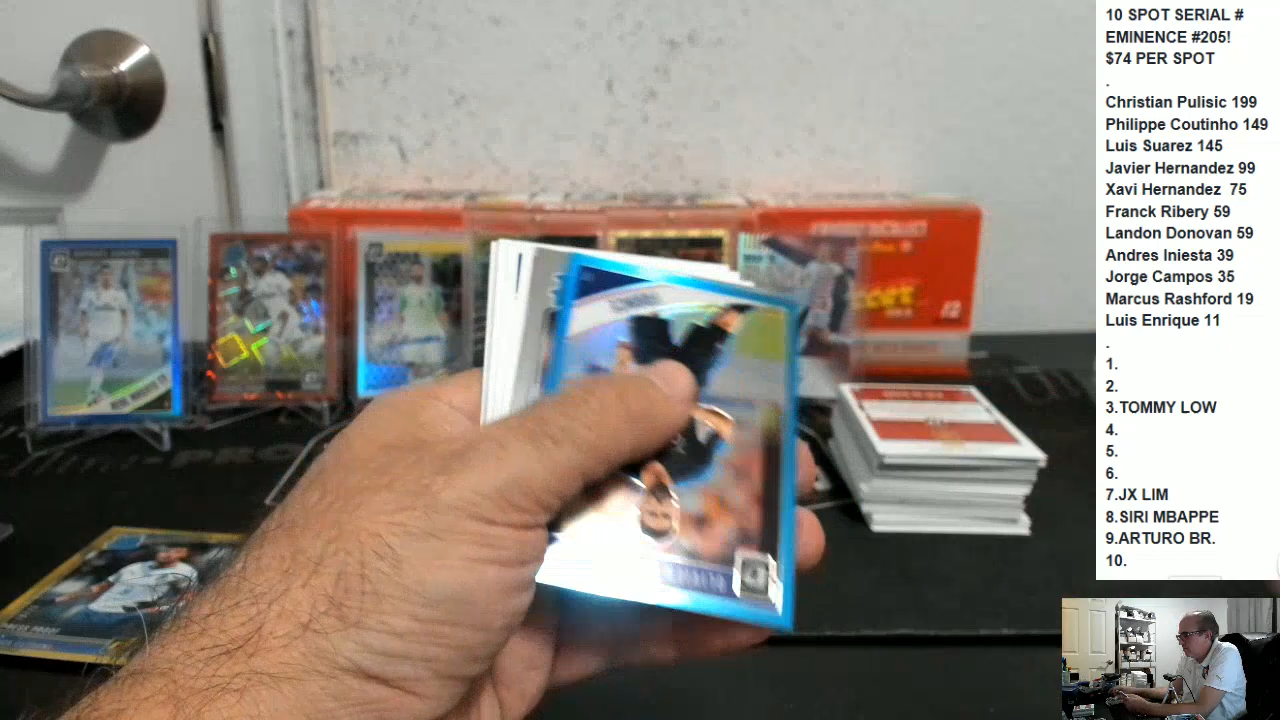 10 SPOT SERIAL #
EMINENCE #205!
$74 PER SPOT
.
Christian Pulisic 199
Philippe Coutinho 149
Luis Suarez 145
Javier Hernandez 99
Xavi Hernandez 75
Franck Ribery 59
Landon Donovan 59
Andres Iniesta 39
Jorge Campos 35
Marcus Rashford 19
Luis Enrique 11
.
1.
2.
3.TOMMY LOW
4.
5.
6.
7.JX LIM
8.SIRI MBAPPE
9.ARTURO BR.
10.